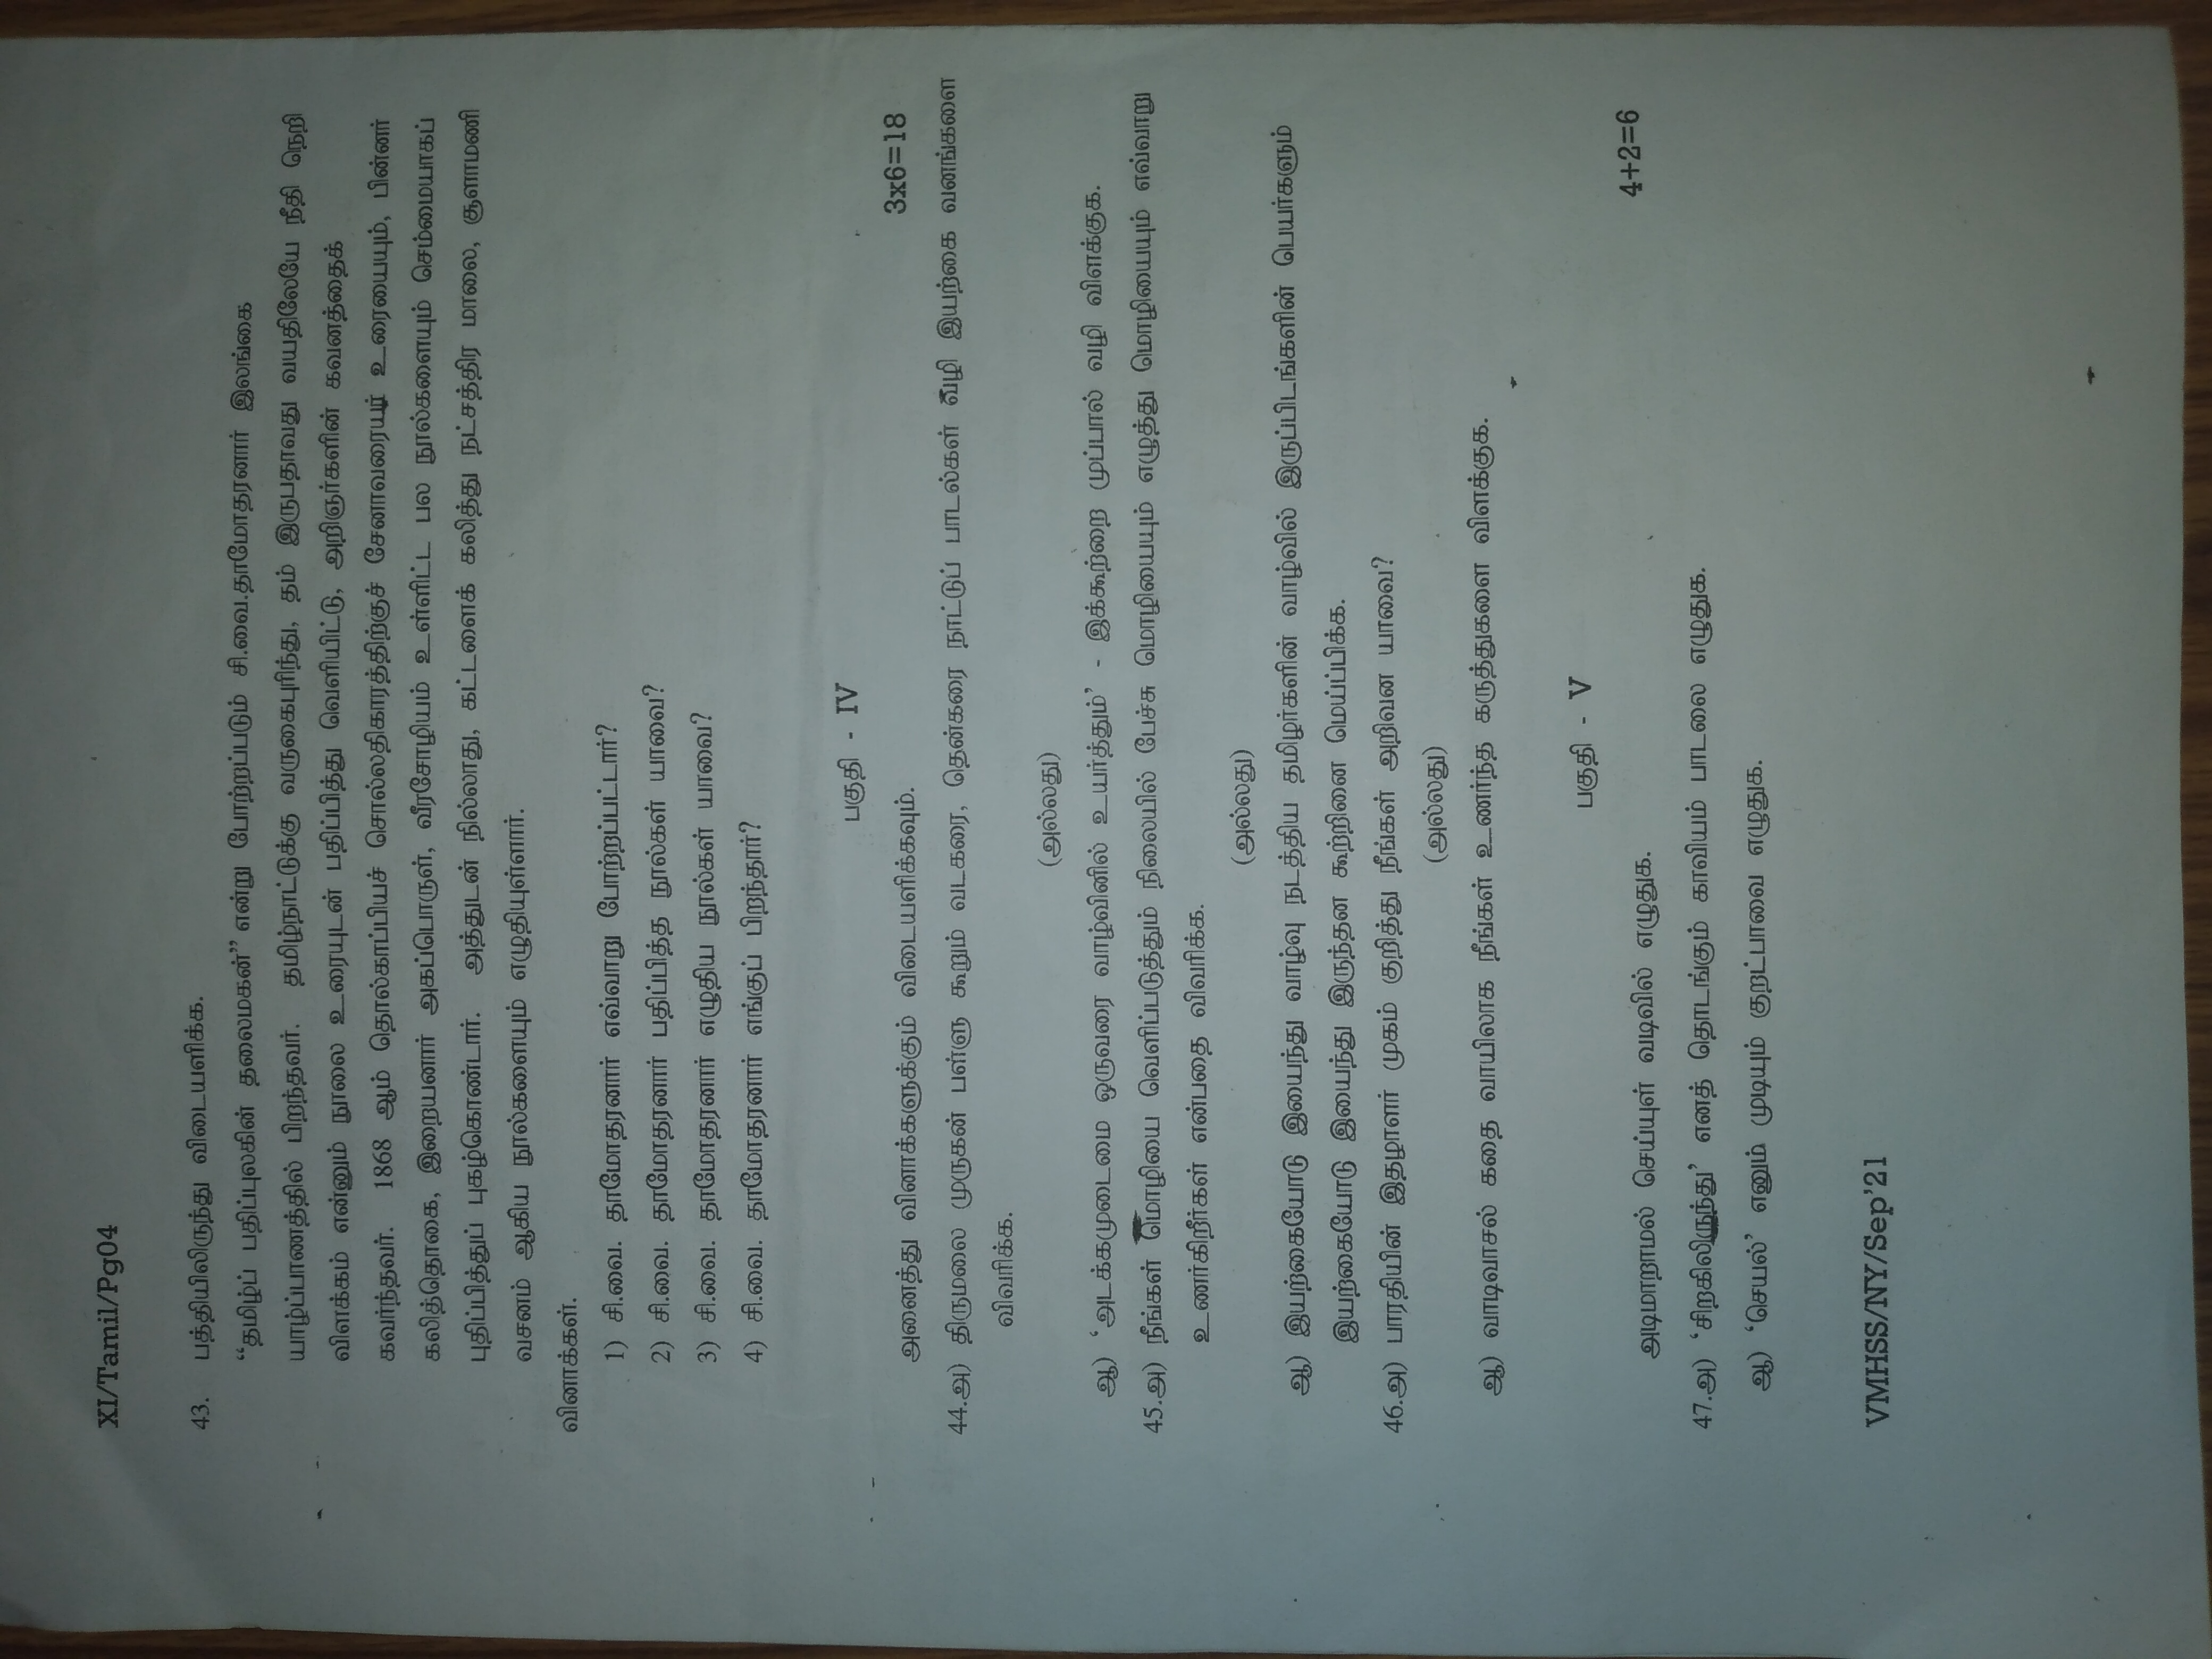 XI/Tamil/Pg04
43. பத்தியிலிருந்து விடையளிக்க.
“தமிழ்ப் பதிப்புலகின் தலைமகன்” என்று போற்றப்படும் சி.வை.தாமோதரனார் இலங்கை
யாழ்ப்பாணத்தில் பிறந்தவர். தமிழ்நாட்டுக்கு வருகைபுரிந்து, தம் இருபதாவது வயதிலேயே நீதி நெறி
விளக்கம் என்னும் நூலை உரையுடன் பதிப்பித்து வெளியிட்டு, அறிஞர்களின் கவனத்தைக்
கவர்ந்தவர். 1868 ஆம் தொல்காப்பியச் சொல்லதிகாரத்திற்குச் சேனாவரையர் உரையையும், பின்னர்
கலித்தொகை, இறையனார் அகப்பொருள், வீரசோழியம் உள்ளிட்ட பல நூல்களையும் செம்மையாகப்
புதிப்பித்துப் புகழ்கொண்டார். அத்துடன் நில்லாது, கட்டளைக் கலித்து நட்சத்திர மாலை, சூளாமணி
வசனம் ஆகிய நூல்களையும் எழுதியுள்ளார்.
வினாக்கள்.
1) சி.வை. தாமோதரனார் எவ்வாறு போற்றப்பட்டார்?
2) சி.வை. தாமோதரனார் பதிப்பித்த நூல்கள் யாவை?
3) சி.வை. தாமோதரனார் எழுதிய நூல்கள் யாவை?
4) சி.வை. தாமோதரனார் எங்குப் பிறந்தார்?
பகுதி - IV
அனைத்து வினாக்களுக்கும் விடையளிக்கவும். 3x6=18
44.அ) திருமலை முருகன் பள்ளு கூறும் வடகரை, தென்கரை நாட்டுப் பாடல்கள் வழி இயற்கை வனங்களை
விவரிக்க.
(அல்லது)
ஆ) ‘அடக்கமுடைமை ஒருவரை வாழ்வினில் உயர்த்தும்’ - இக்கூற்றை முப்பால் வழி விளக்குக.
45.அ) நீங்கள் மொழியை வெளிப்படுத்தும் நிலையில் பேச்சு மொழியையும் எழுத்து மொழியையும் எவ்வாறு
உணர்கிறீர்கள் என்பதை விவரிக்க.
(அல்லது)
ஆ) இயற்கையோடு இயைந்து வாழ்வு நடத்திய தமிழர்களின் வாழ்வில் இருப்பிடங்களின் பெயர்களும்
இயற்கையோடு இயைந்து இருந்தன கூற்றினை மெய்ப்பிக்க.
46.அ) பாரதியின் இதழாளர் முகம் குறித்து நீங்கள் அறிவன யாவை?
(அல்லது)
ஆ) வாடிவாசல் கதை வாயிலாக நீங்கள் உணர்ந்த கருத்துகளை விளக்குக.
பகுதி - V
அடிமாறாமல் செய்யுள் வடிவில் எழுதுக. 4+2=6
47.அ) ‘சிறகிலிருந்து’ எனத் தொடங்கும் காவியம் பாடலை எழுதுக.
ஆ) ‘செயல்’ எனும் முடியும் குறட்பாவை எழுதுக.
VMHSS/NY/Sep’21